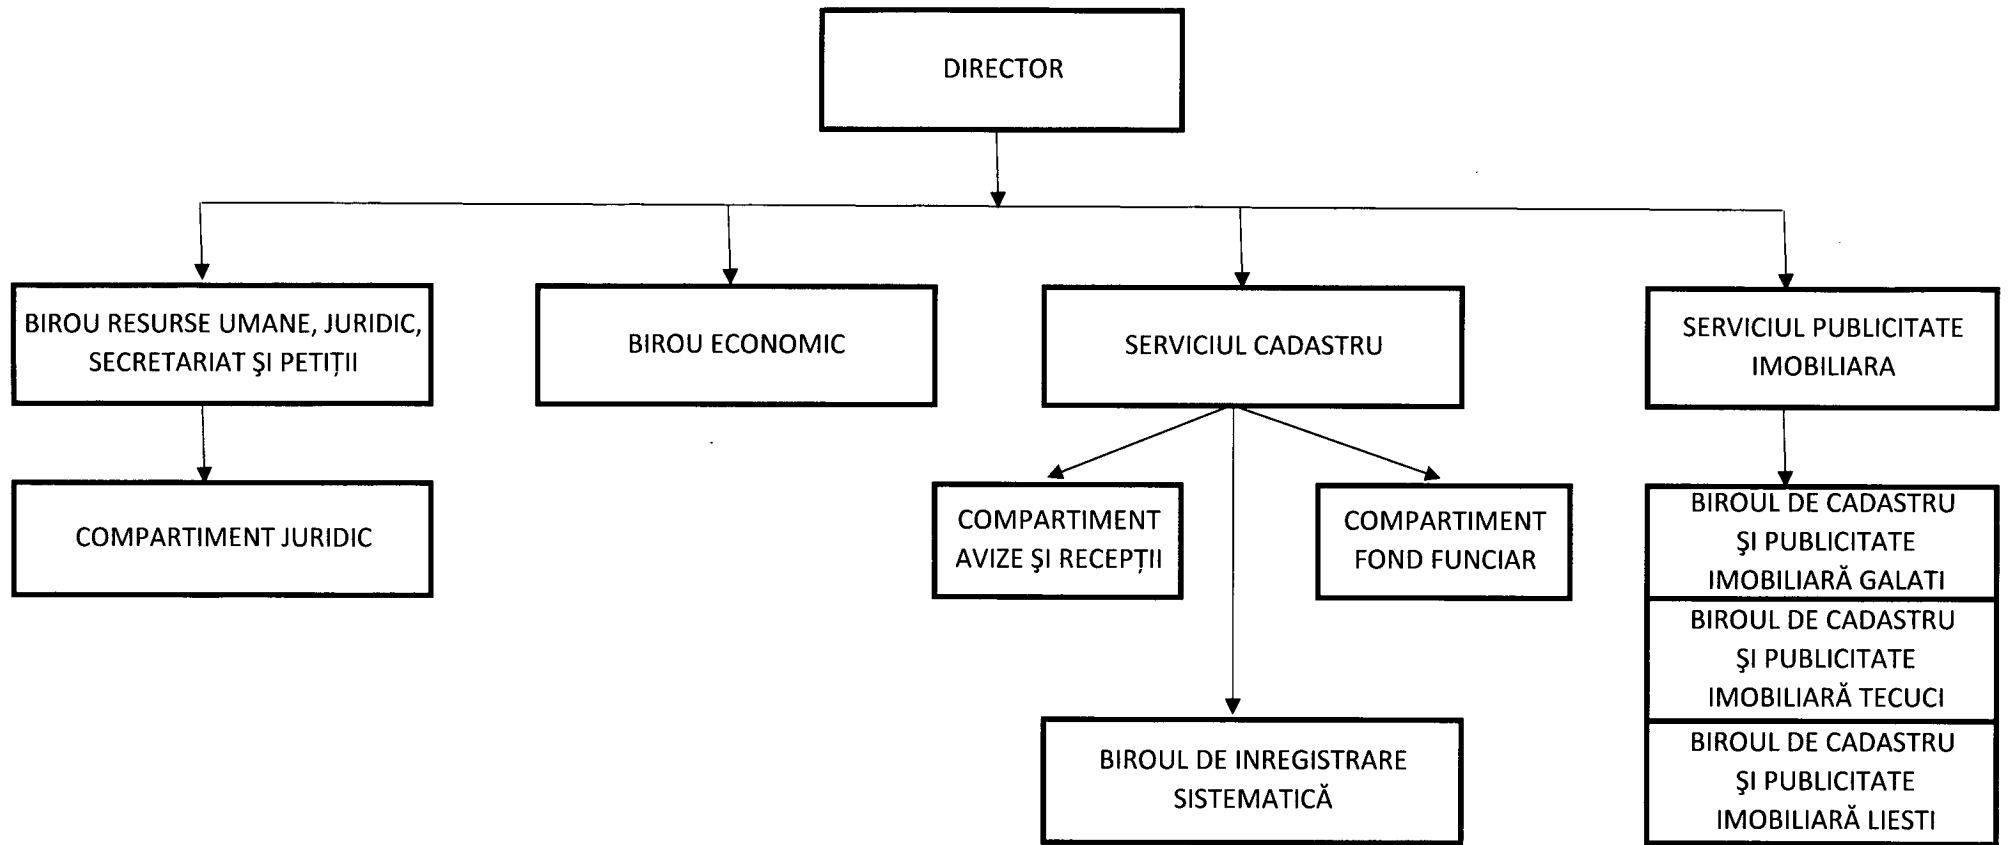 DIRECTOR
BIROU RESURSE UMANE, JURIDIC,
SECRETARIAT ŞI PETIȚII
BIROU ECONOMIC
SERVICIUL CADASTRU
SERVICIUL PUBLICITATE
IMOBILIARA
COMPARTIMENT JURIDIC
COMPARTIMENT
AVIZE ŞI RECEPȚII
COMPARTIMENT
FOND FUNCIAR
BIROUL DE INREGISTRARE
SISTEMATICĂ
BIROUL DE CADASTRU
ŞI PUBLICITATE
IMOBILIARĂ GALATI
BIROUL DE CADASTRU
ŞI PUBLICITATE
IMOBILIARĂ TECUCI
BIROUL DE CADASTRU
ŞI PUBLICITATE
IMOBILIARĂ LIESTI